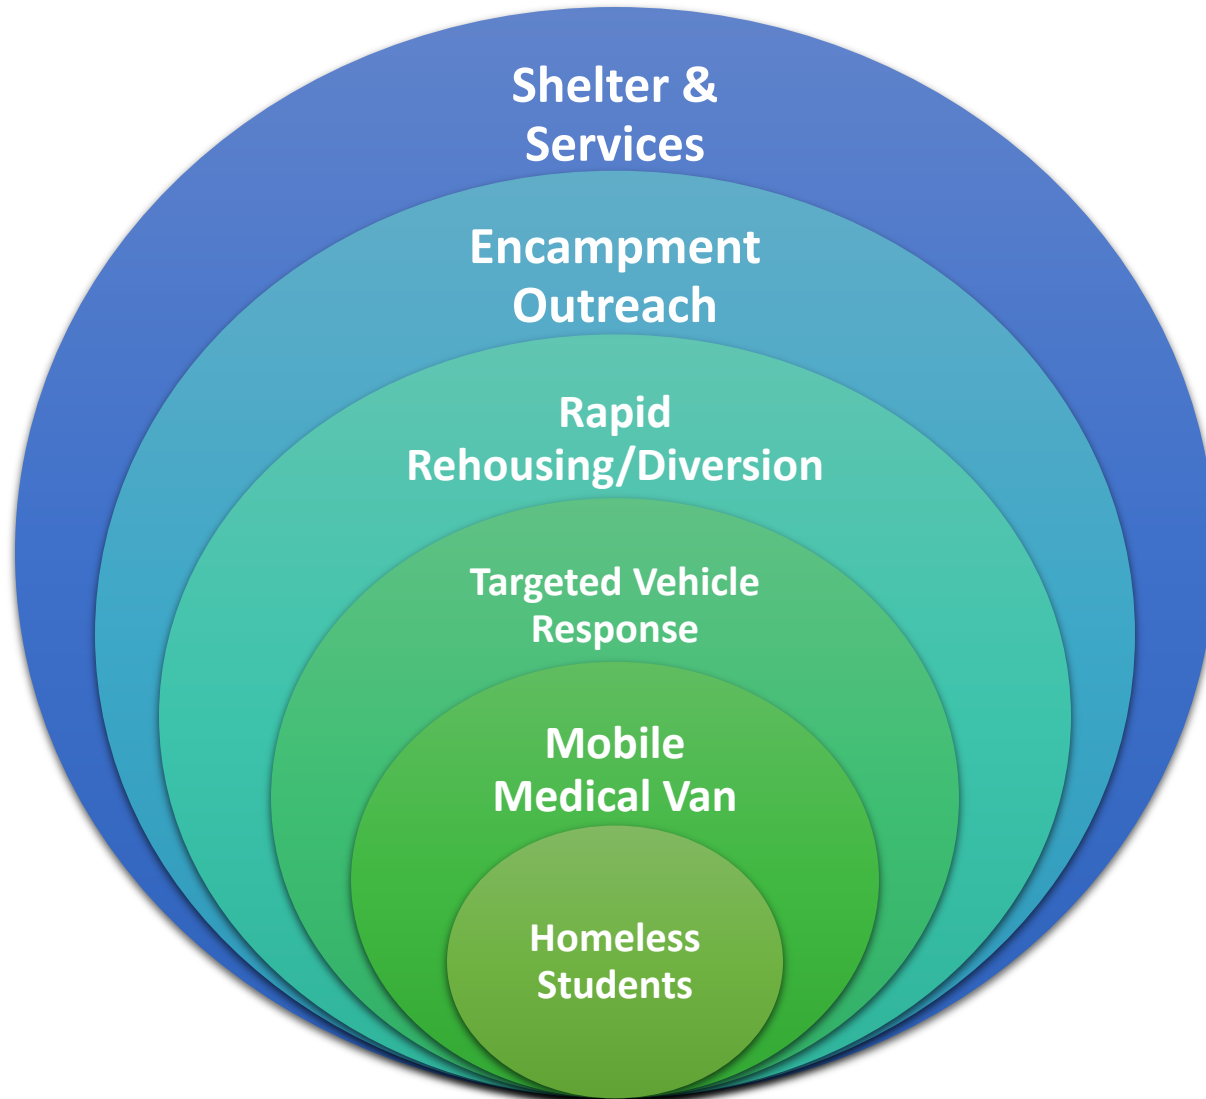 Shelter &
Services
Encampment
Outreach
Rapid
Rehousing/Diversion
Targeted Vehicle
Response
Mobile
Medical Van
Homeless
Students